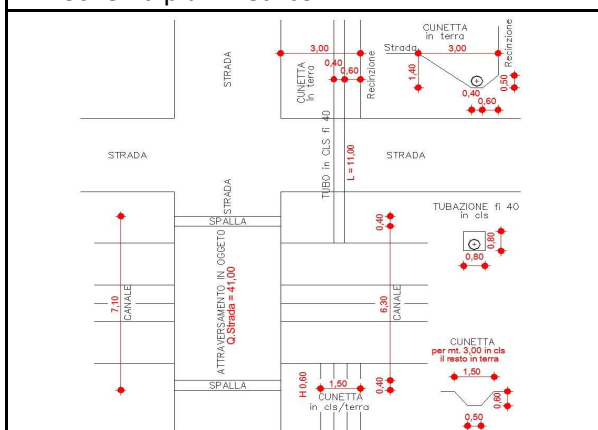 STRADA
3,00
0,40
0,60
CUNETTA
in terra
Recinzione
CUNETTA
in terra
Strada
3,00
Recinzione
1,40
0,50
0,40
0,60
STRADA
STRADA
TUBO in CLS fi 40
L = 11,00
STRADA
SPALLA
0,40
TUBAZIONE fi 40
in cls
0,80
0,80
ATTRAVERSAMENTO IN OGGETO
Q.Strada = 41,00
7,10
CANALE
6,30
CANALE
CUNETTA
per mt. 3,00 in cls
il resto in terra
1,50
0,60
0,50
SPALLA
H 0,60
1,50
0,40
CUNETTA
in cls/terra